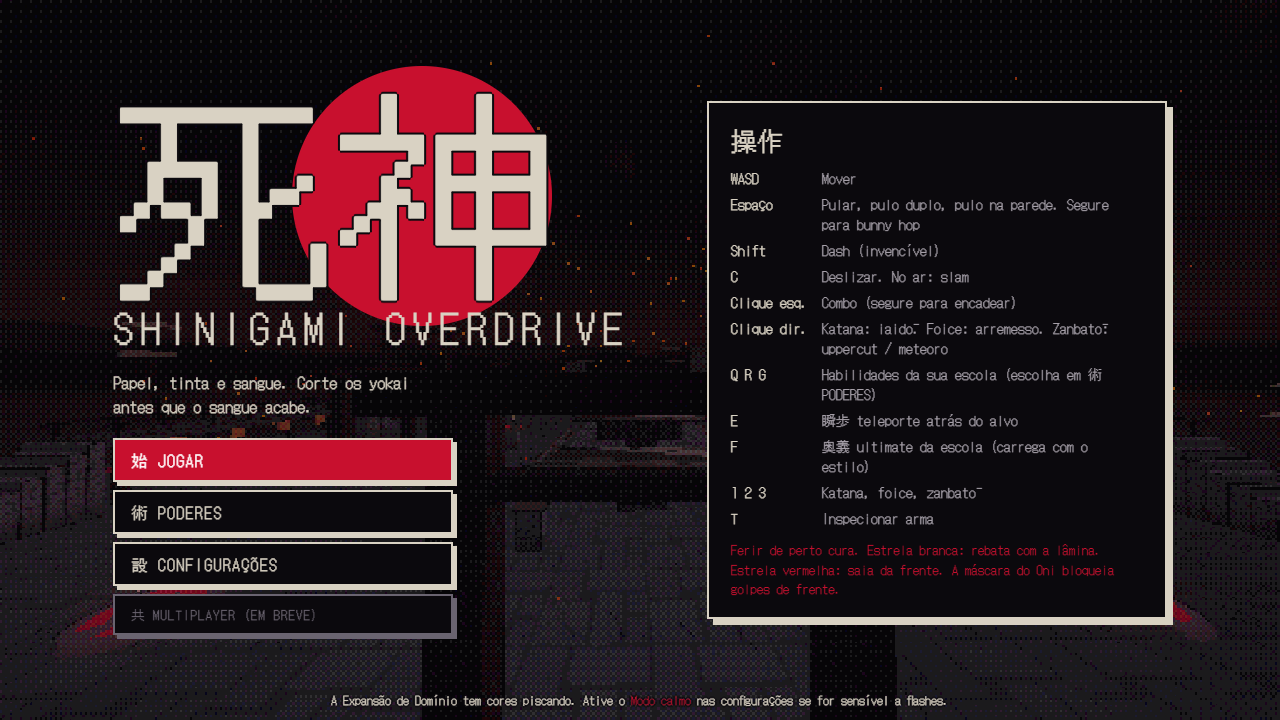 死神
SHINIGAMI OVERDRIVE
Papel, tinta e sangue. Corte os yokai
antes que o sangue acabe.
始 JOGAR
術 PODERES
設 CONFIGURAÇÕES
共 MULTIPLAYER (EM BREVE)
操作
WASD Mover
Espaço Pular, pulo duplo, pulo na parede. Segure
para bunny hop
Shift Dash (invencível)
C Deslizar. No ar: slam
Clique esq. Combo (segure para encadear)
Clique dir. Katana: iaidō. Foice: arremesso. Zanbatō:
uppercut / meteoro
Q R G Habilidades da sua escola (escolha em 術
PODERES)
E 瞬歩 teleporte atrás do alvo
F 奥義 ultimate da escola (carrega com o
estilo)
1 2 3 Katana, foice, zanbatō
T Inspecionar arma
Ferir de perto cura. Estrela branca: rebata com a lâmina.
Estrela vermelha: saia da frente. A máscara do Oni bloqueia
golpes de frente.
A Expansão de Domínio tem cores piscando. Ative o Modo calmo nas configurações se for sensível a flashes.